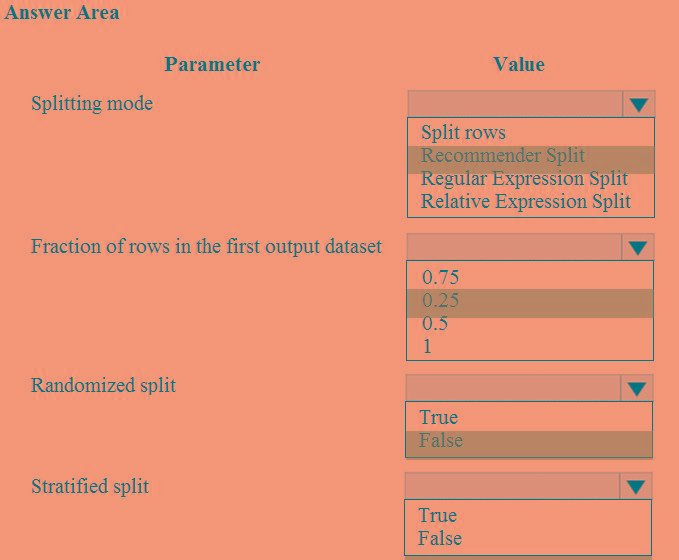 Answer Area
Parameter Value
Splitting mode
Split rows
Recommender Split
Regular Expression Split
Relative Expression Split
Fraction of rows in the first output dataset
0.75
0.25
0.5
1
Randomized split
True
False
Stratified split
True
False